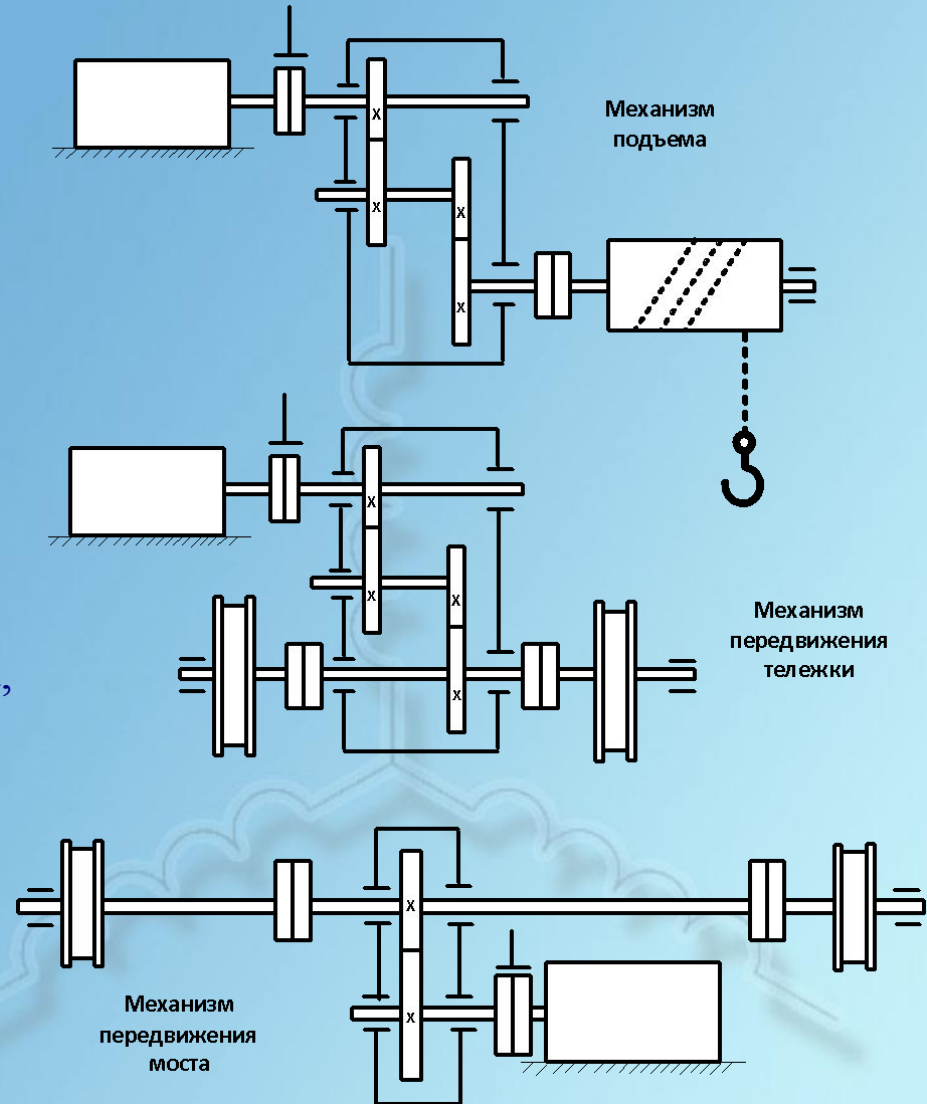 Механизм
подъема
x
x
x
x
x
x
x
x
Механизм
передвижения
тележки
,
x
x
Механизм
передвижения
моста